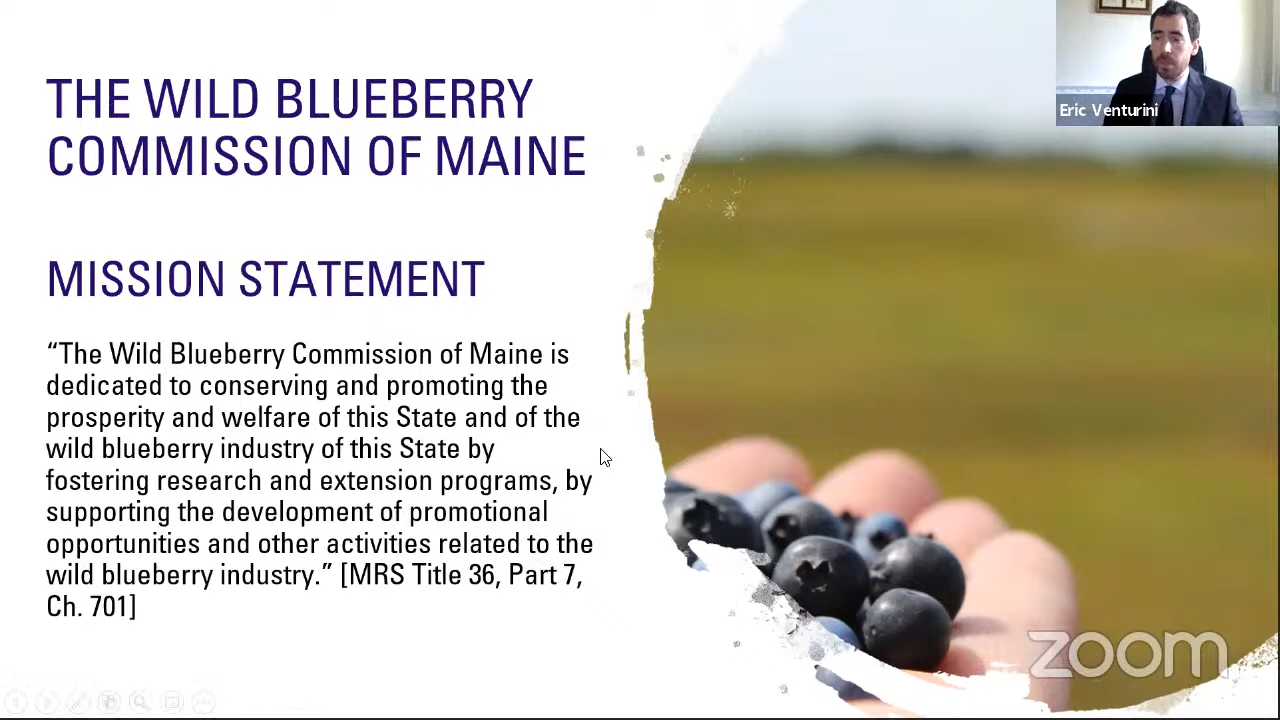 THE WILD BLUEBERRY
COMMISSION OF MAINE
MISSION STATEMENT
“The Wild Blueberry Commission of Maine is
dedicated to conserving and promoting the
prosperity and welfare of this State and of the
wild blueberry industry of this State by
fostering research and extension programs, by
supporting the development of promotional
opportunities and other activities related to the
wild blueberry industry.” [MRS Title 36, Part 7,
Ch. 701]
Eric Venturini
zoom